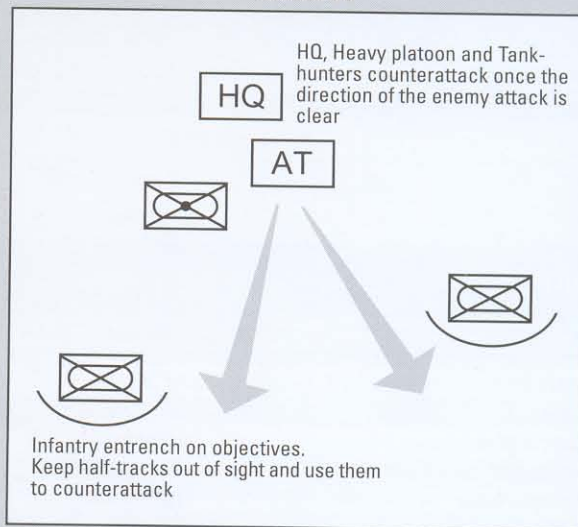 HQ, Heavy platoon and Tank-
hunters counterattack once the
direction of the enemy attack is
clear
HQ
AT
Infantry entrench on objectives.
Keep half-tracks out of sight and use them
to counterattack